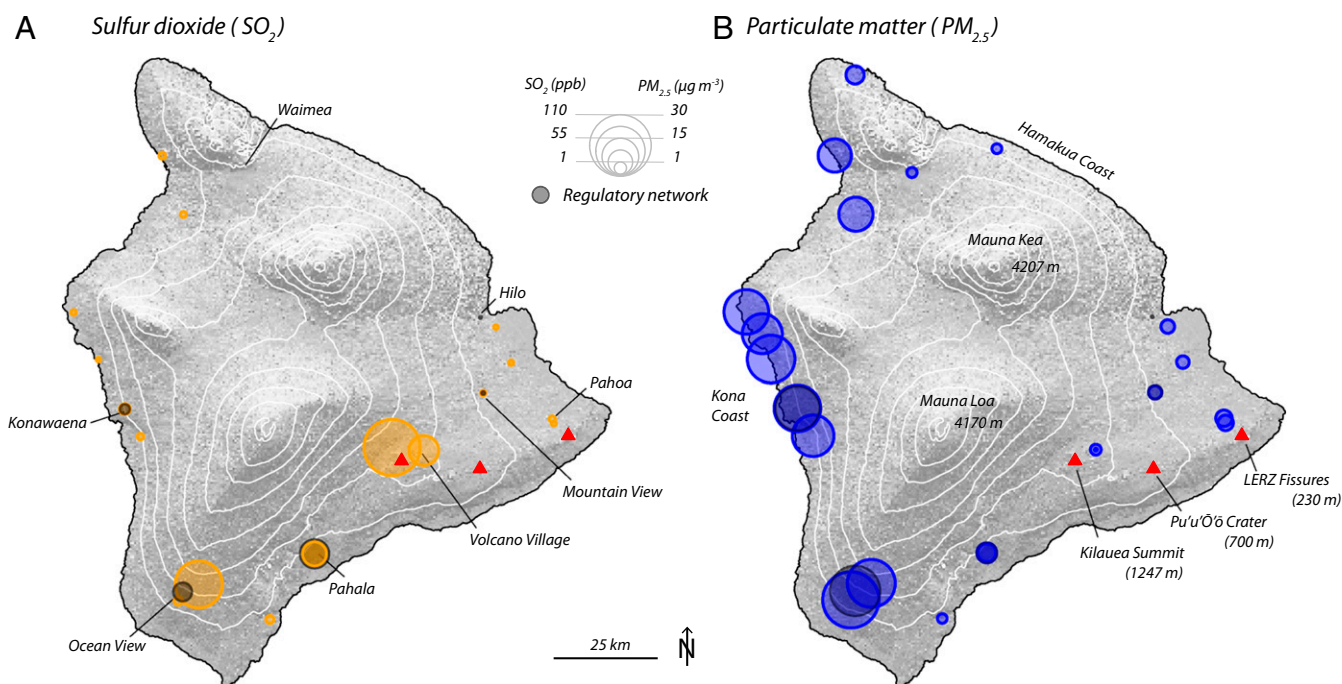 A Sulfur dioxide (SO2)
B Particulate matter (PM2.5)
SO2 (ppb) PM2.5 (μg m-3)
110 30
55 15
1 1
Regulatory network
Waimea
Hilo
Pahoa
Konawaena
Mountain View
Volcano Village
Pahala
Ocean View
25 km
N
Hamakua Coast
Mauna Kea
4207 m
Kona
Coast
Mauna Loa
4170 m
LERZ Fissures
(230 m)
Pu'u'Ō'ō Crater
(700 m)
Kilauea Summit
(1247 m)